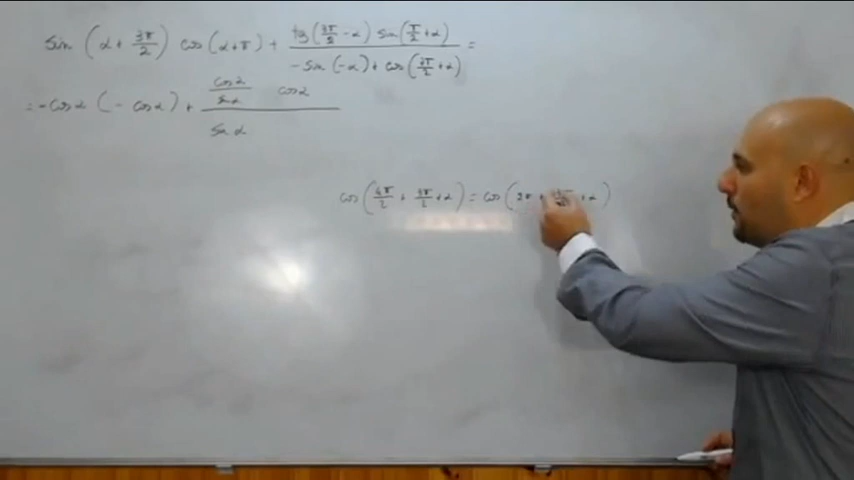 sin (α + 3π/2) cos (α+π) + tg(3π/2 - α) sin(π/2 + α) / - sin (-α) + cos(7π/2 + α) =
= - cos α (- cos α) + cos α / sin α cos α / sin α
cos (4π/2 + 3π/2 + α) = cos (2π + + α)